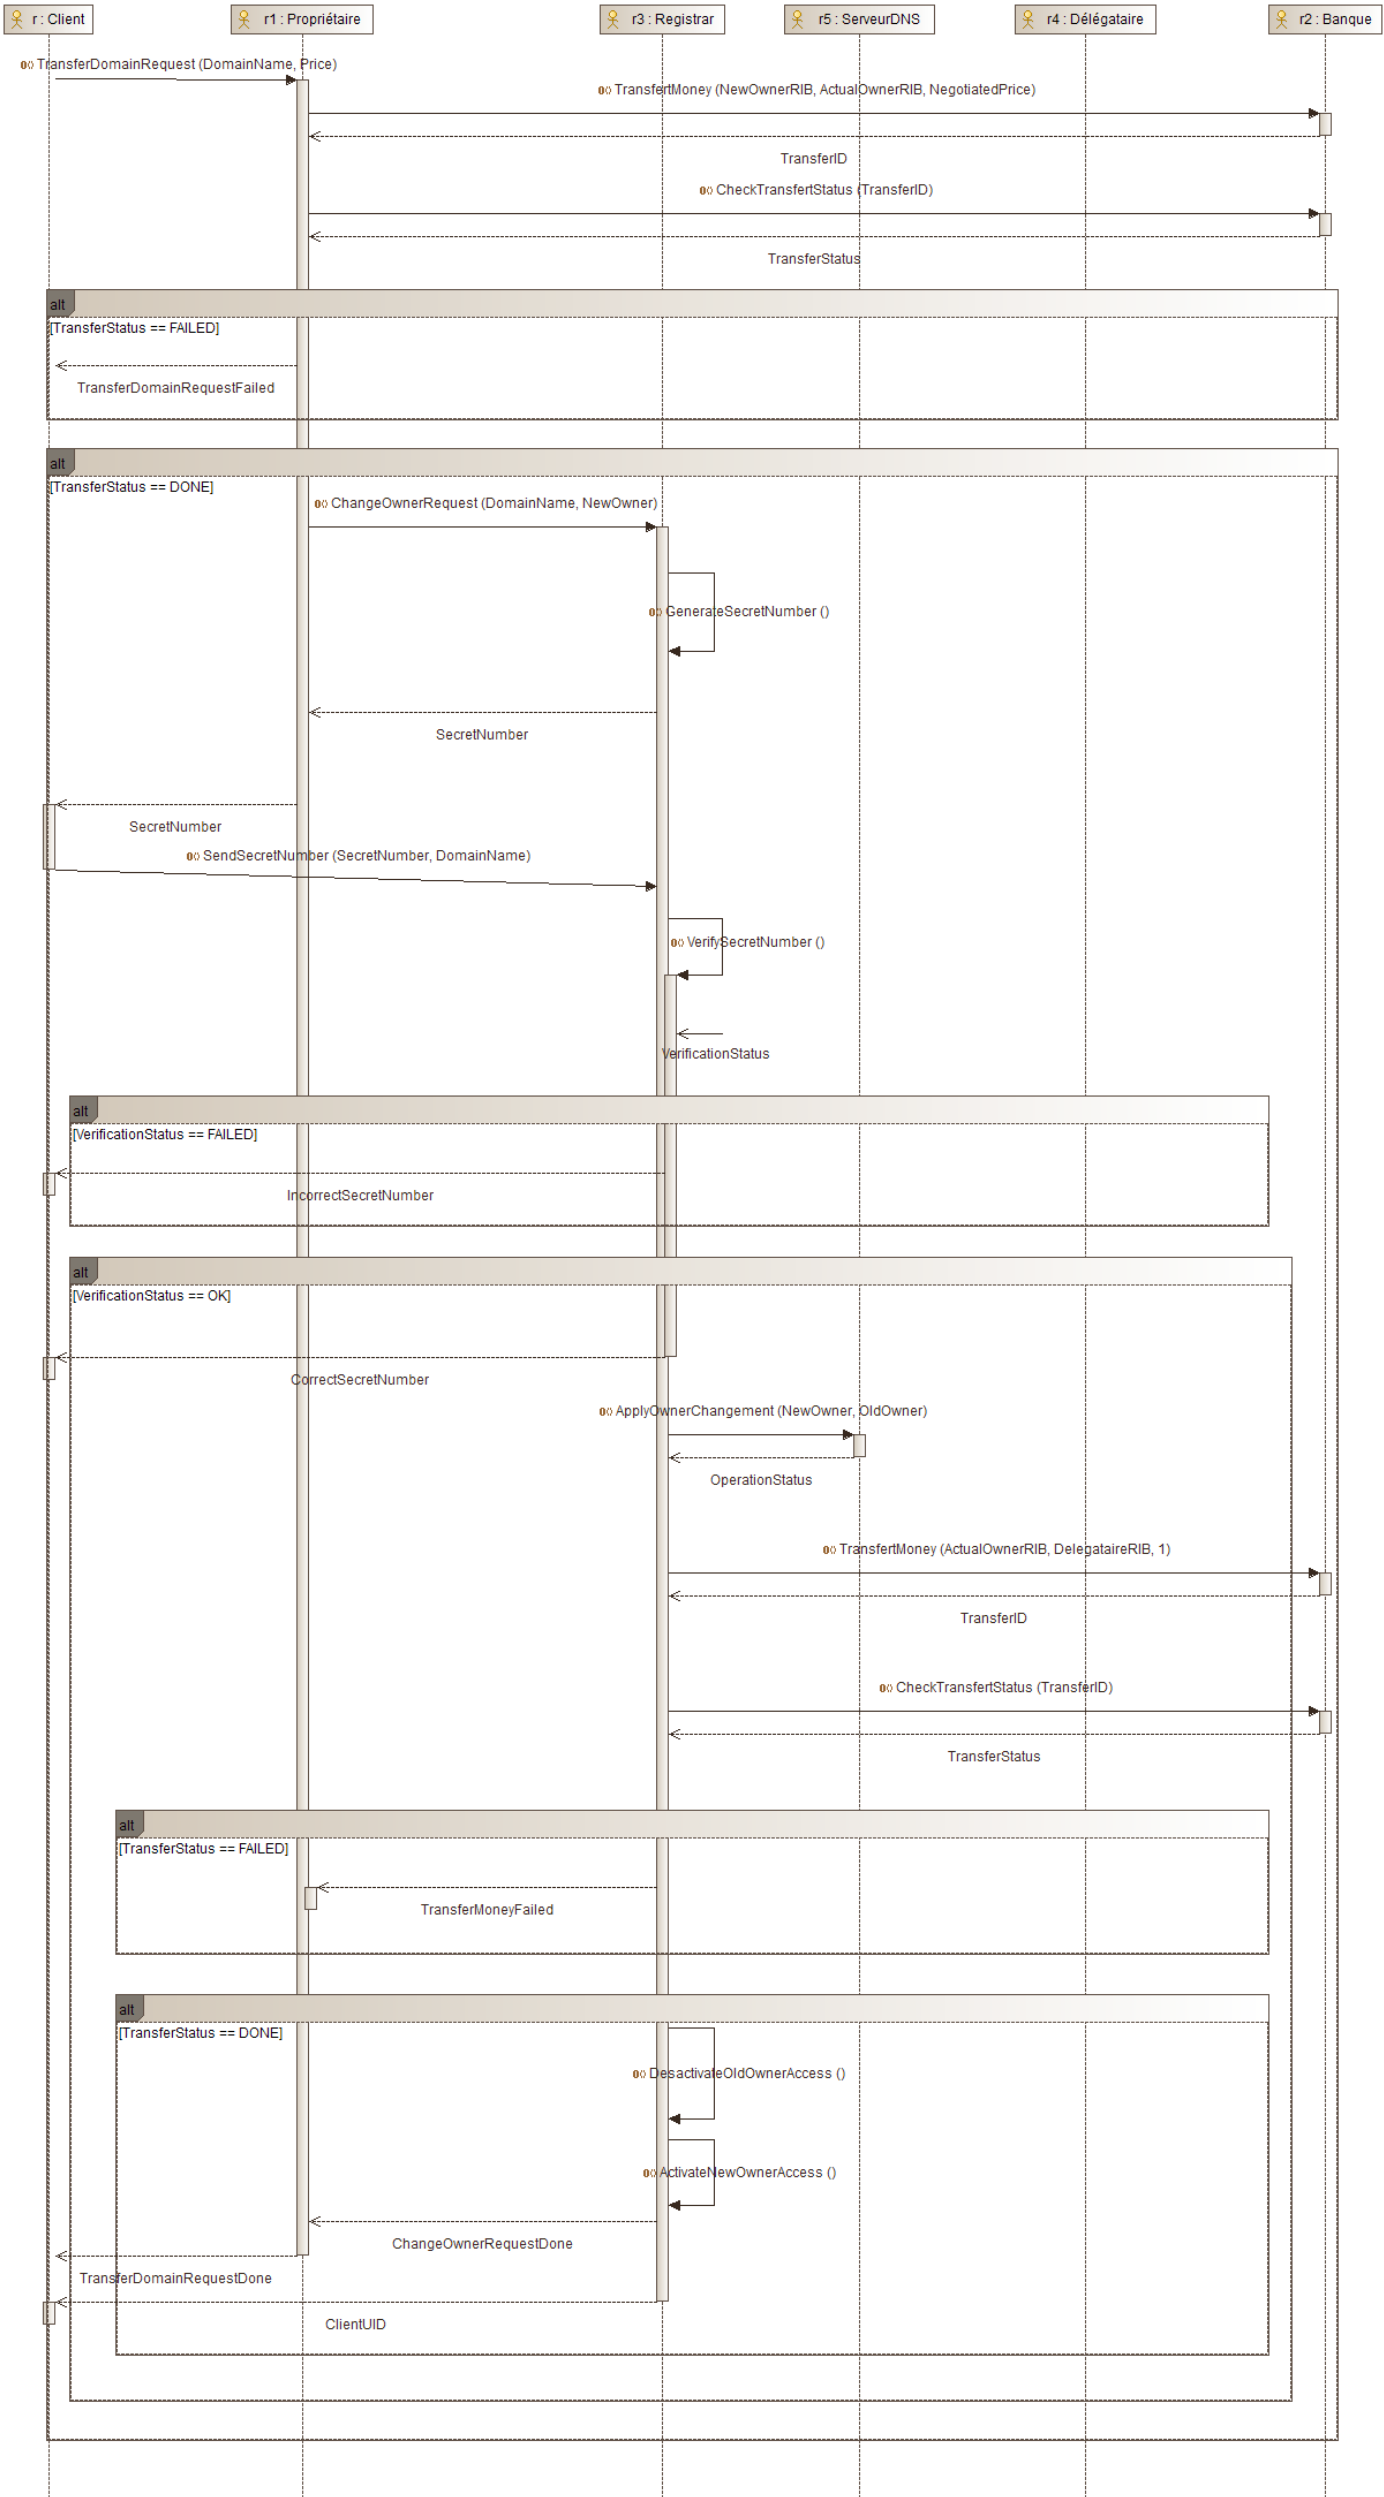 r : Client
r1 : Propriétaire
r3 : Registrar
r5 : ServeurDNS
r4 : Délégataire
r2 : Banque
TransferDomainRequest (DomainName, Price)
TransfertMoney (NewOwnerRIB, ActualOwnerRIB, NegotiatedPrice)
TransferID
CheckTransfertStatus (TransferID)
TransferStatus
alt
[TransferStatus == FAILED]
TransferDomainRequestFailed
alt
[TransferStatus == DONE]
ChangeOwnerRequest (DomainName, NewOwner)
GenerateSecretNumber ()
SecretNumber
SecretNumber
SendSecretNumber (SecretNumber, DomainName)
VerifySecretNumber ()
VerificationStatus
alt
[VerificationStatus == FAILED]
IncorrectSecretNumber
alt
[VerificationStatus == OK]
CorrectSecretNumber
ApplyOwnerChangement (NewOwner, OldOwner)
OperationStatus
TransfertMoney (ActualOwnerRIB, DelegataireRIB, 1)
TransferID
CheckTransfertStatus (TransferID)
TransferStatus
alt
[TransferStatus == FAILED]
TransferMoneyFailed
alt
[TransferStatus == DONE]
DesactivateOldOwnerAccess ()
ActivateNewOwnerAccess ()
ChangeOwnerRequestDone
TransferDomainRequestDone
ClientUID